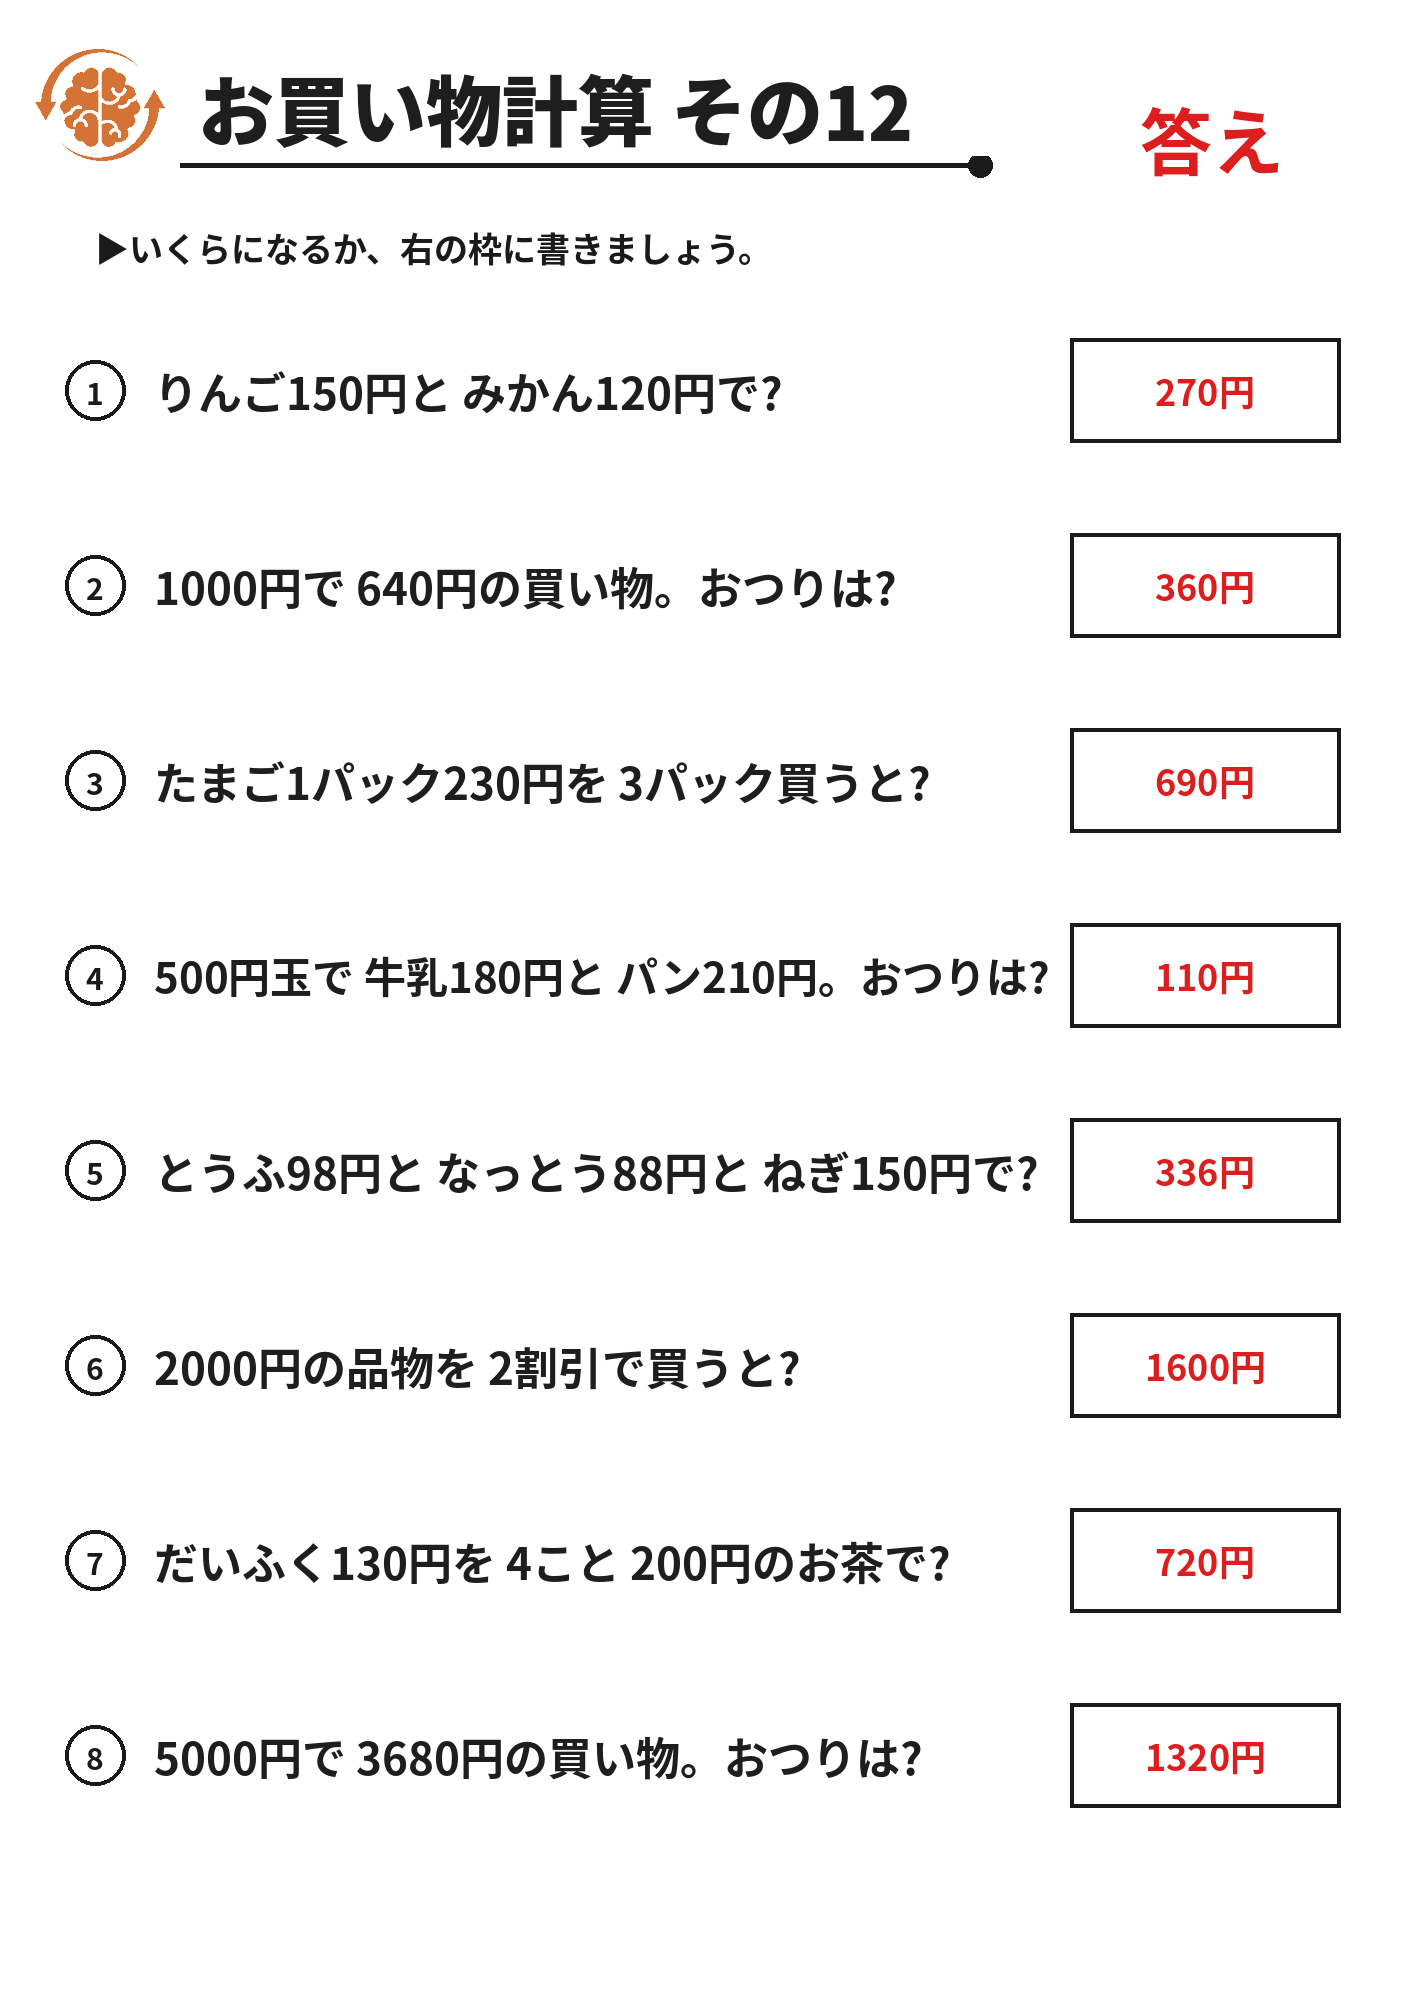 お買い物計算 その12
答え
▶いくらになるか、右の枠に書きましょう。
1 りんご150円と みかん120円で? 270円
2 1000円で 640円の買い物。おつりは? 360円
3 たまご1パック230円を 3パック買うと? 690円
4 500円玉で 牛乳180円と パン210円。おつりは? 110円
5 とうふ98円と なっとう88円と ねぎ150円で? 336円
6 2000円の品物を 2割引で買うと? 1600円
7 だいふく130円を 4こと 200円のお茶で? 720円
8 5000円で 3680円の買い物。おつりは? 1320円